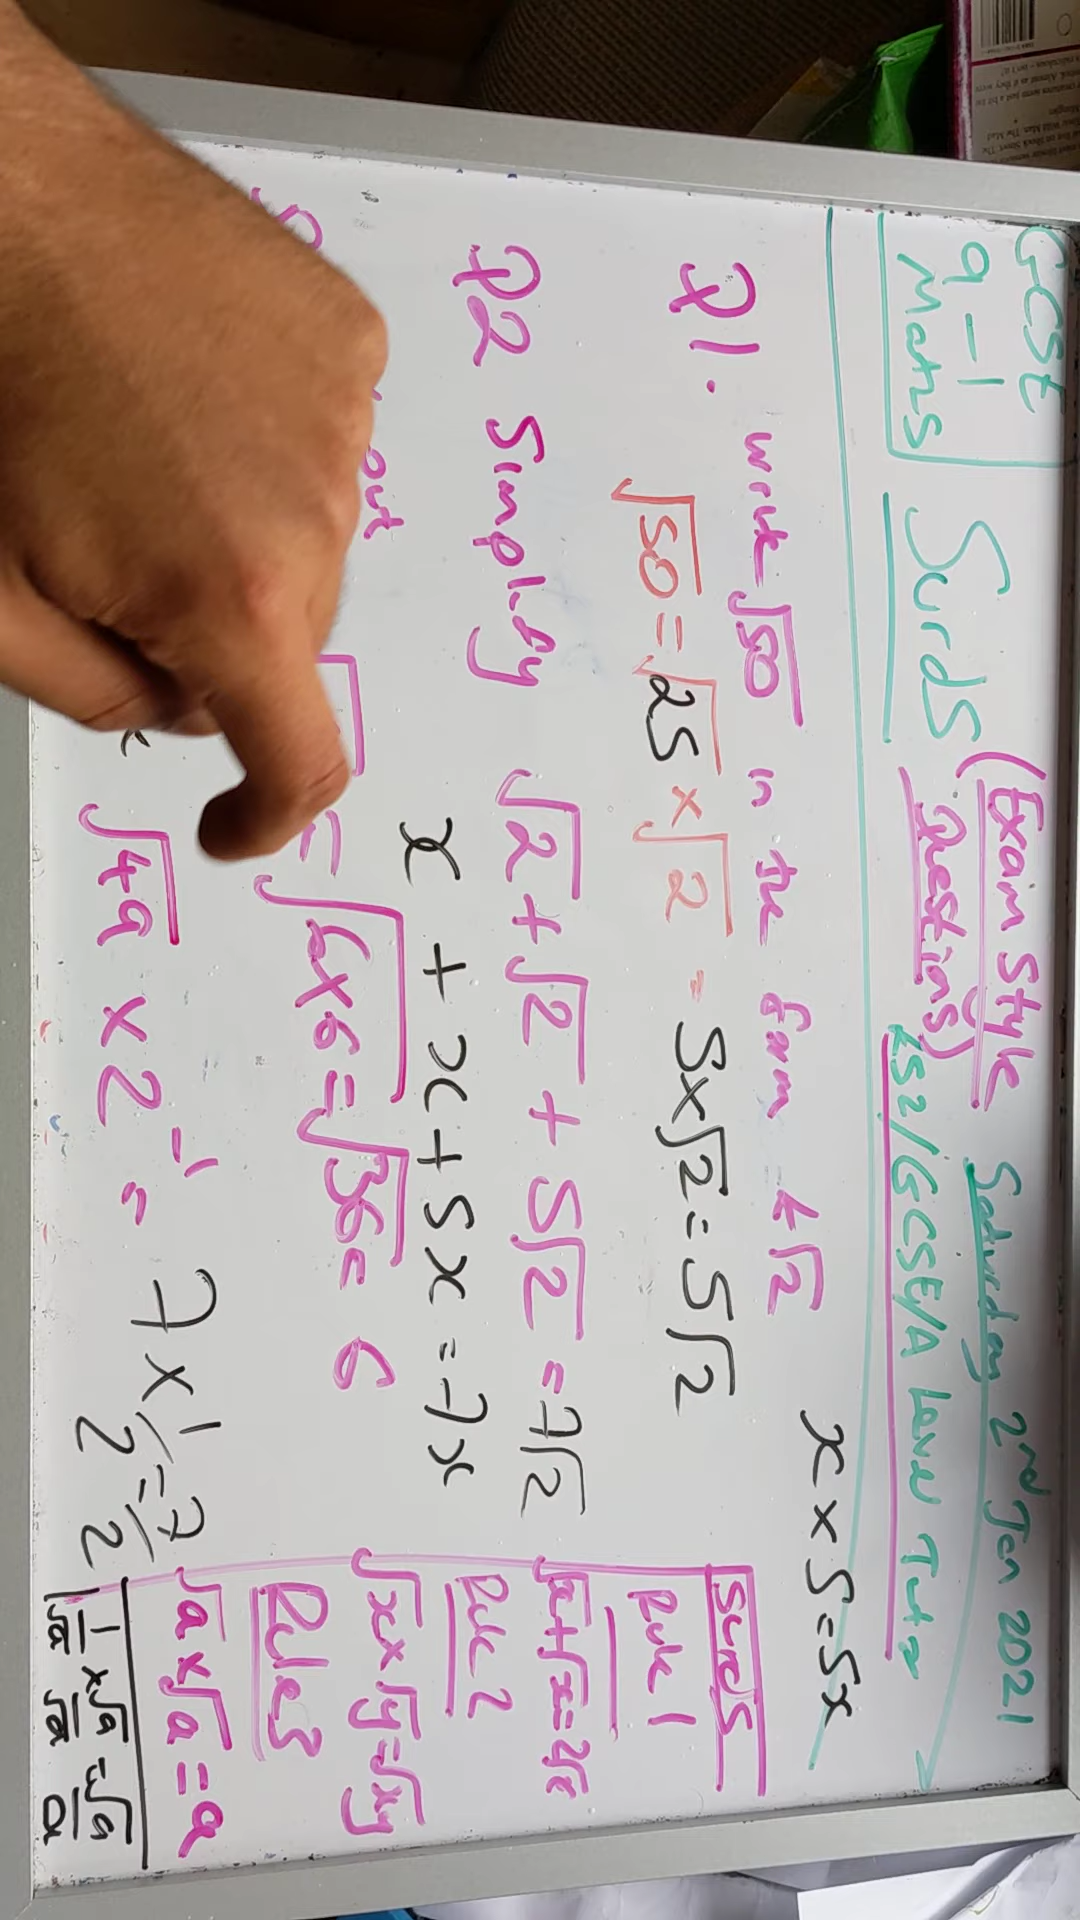 GCSE
9-1
Maths
Surds
(Exam Style
Questions)
Saturday 2nd Jan 2021
KS2/GCSE/A Level Tutor
x × 5 = 5x
Q1. write √50 in the form k√2
√50 = √25 × √2 = 5×√2 = 5√2
Q2 Simplify √2 + √2 + 5√2 = 7√2
x + x + 5x = 7x
out = √6×6 = √36 = 6
√49 × 2⁻¹ = 7 × 1/2 = 7/2
Surds
Rule 1
√x + √x = 2√x
Rule 2
√x × √y = √xy
Rule 3
√a × √a = a
1/√a × √a/√a = √a/a